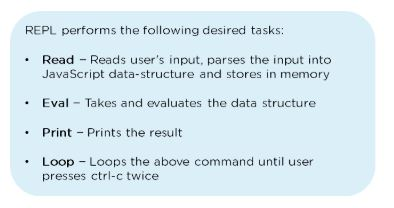 REPL performs the following desired tasks:
• Read – Reads user's input, parses the input into
JavaScript data-structure and stores in memory
• Eval – Takes and evaluates the data structure
• Print – Prints the result
• Loop – Loops the above command until user
presses ctrl-c twice